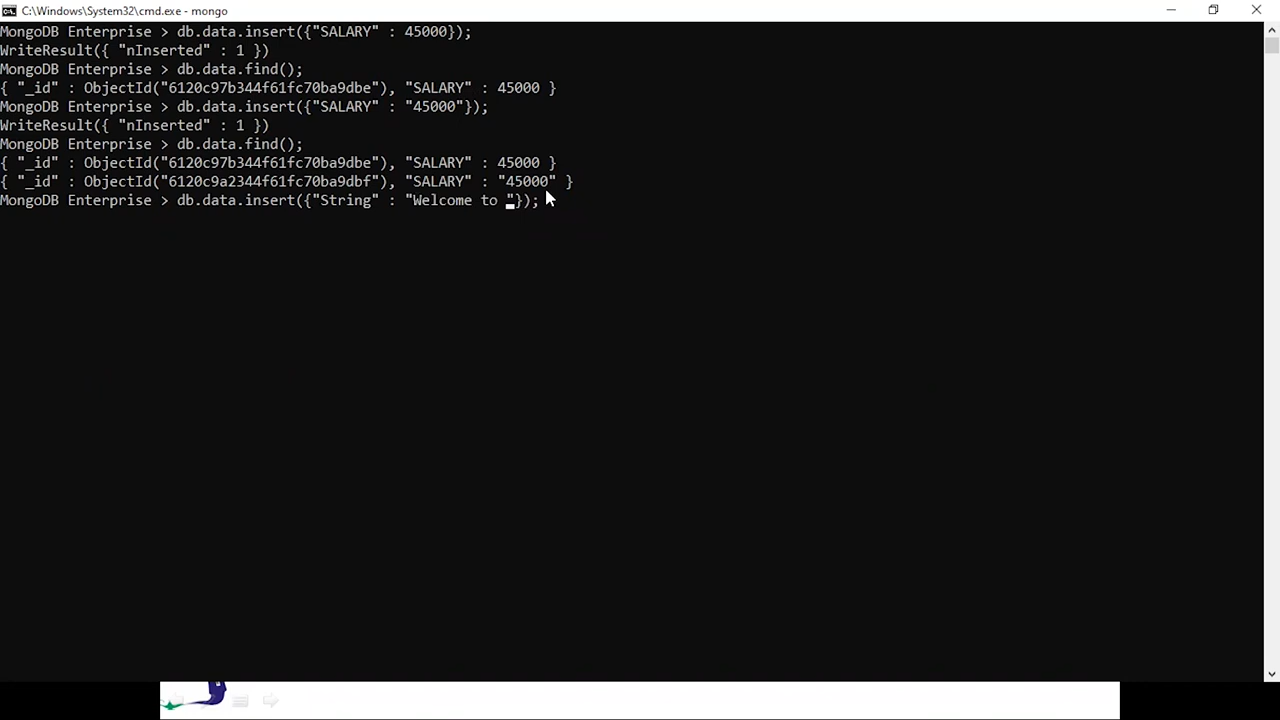 C:\Windows\System32\cmd.exe - mongo
MongoDB Enterprise > db.data.insert({"SALARY" : 45000});
WriteResult({ "nInserted" : 1 })
MongoDB Enterprise > db.data.find();
{ "_id" : ObjectId("6120c97b344f61fc70ba9dbe"), "SALARY" : 45000 }
MongoDB Enterprise > db.data.insert({"SALARY" : "45000"});
WriteResult({ "nInserted" : 1 })
MongoDB Enterprise > db.data.find();
{ "_id" : ObjectId("6120c97b344f61fc70ba9dbe"), "SALARY" : 45000 }
{ "_id" : ObjectId("6120c9a2344f61fc70ba9dbf"), "SALARY" : "45000" }
MongoDB Enterprise > db.data.insert({"String" : "Welcome to "});